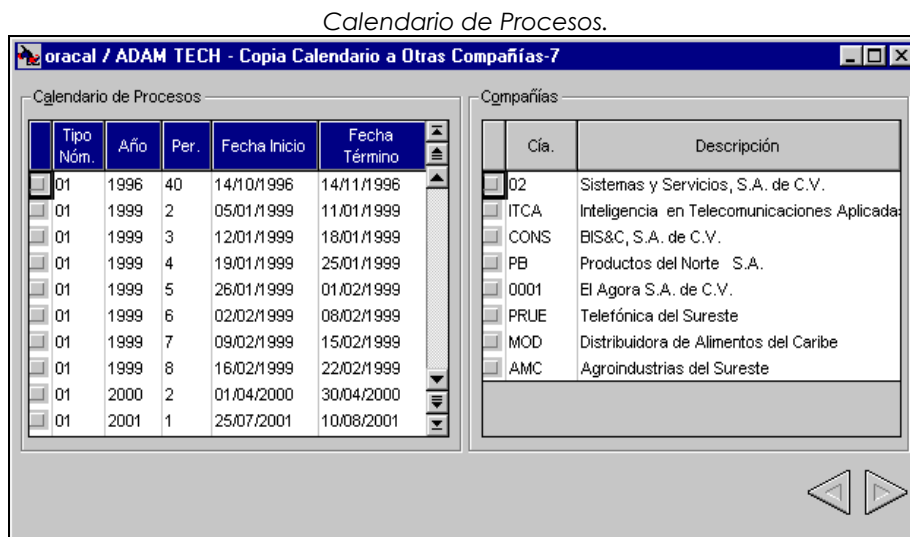 Calendario de Procesos.
oracal / ADAM TECH - Copia Calendario a Otras Compañías-7
Calendario de Procesos
Tipo Nóm. Año Per. Fecha Inicio Fecha Término
01 1996 40 14/10/1996 14/11/1996
01 1999 2 05/01/1999 11/01/1999
01 1999 3 12/01/1999 18/01/1999
01 1999 4 19/01/1999 25/01/1999
01 1999 5 26/01/1999 01/02/1999
01 1999 6 02/02/1999 08/02/1999
01 1999 7 09/02/1999 15/02/1999
01 1999 8 16/02/1999 22/02/1999
01 2000 2 01/04/2000 30/04/2000
01 2001 1 25/07/2001 10/08/2001
Compañías
Cía. Descripción
02 Sistemas y Servicios, S.A. de C.V.
ITCA Inteligencia en Telecomunicaciones Aplicadas
CONS BIS&C, S.A. de C.V.
PB Productos del Norte S.A.
0001 El Agora S.A. de C.V.
PRUE Telefónica del Sureste
MOD Distribuidora de Alimentos del Caribe
AMC Agroindustrias del Sureste